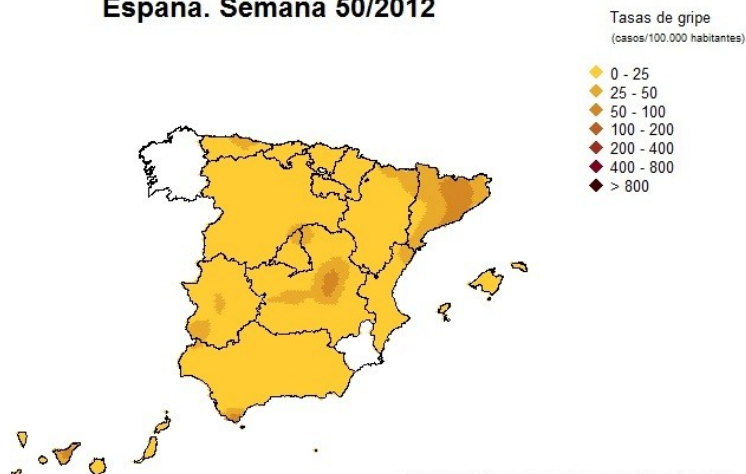 España. Semana 50/2012
Tasas de gripe
(casos/100.000 habitantes)
0 - 25
25 - 50
50 - 100
100 - 200
200 - 400
400 - 800
> 800